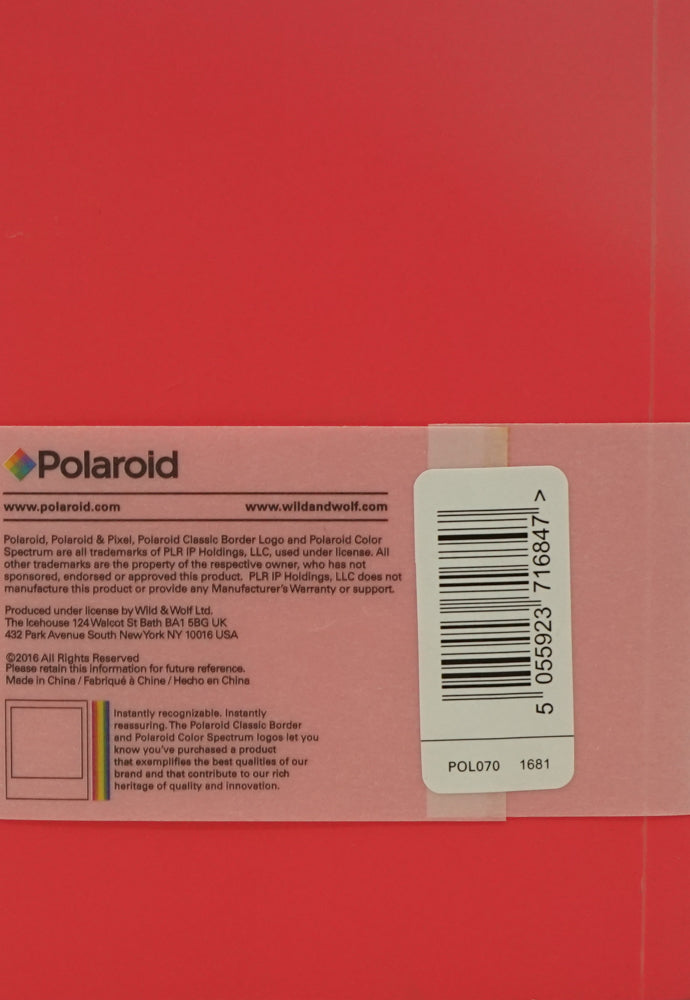 Polaroid
www.polaroid.com www.wildandwolf.com
Polaroid, Polaroid & Pixel, Polaroid Classic Border Logo and Polaroid Color
Spectrum are all trademarks of PLR IP Holdings, LLC, used under license. All
other trademarks are the property of the respective owner, who has not
sponsored, endorsed or approved this product. PLR IP Holdings, LLC does not
manufacture this product or provide any Manufacturer's Warranty or support.
Produced under license by Wild & Wolf Ltd.
The Icehouse 124 Walcot St Bath BA1 5BG UK
432 Park Avenue South New York NY 10016 USA
©2016 All Rights Reserved
Please retain this information for future reference.
Made in China / Fabriqué à Chine / Hecho en China
Instantly recognizable. Instantly
reassuring. The Polaroid Classic Border
and Polaroid Color Spectrum logos let you
know you've purchased a product
that exemplifies the best qualities of our
brand and that contribute to our rich
heritage of quality and innovation.
5 055923 716847 >
POL070 1681